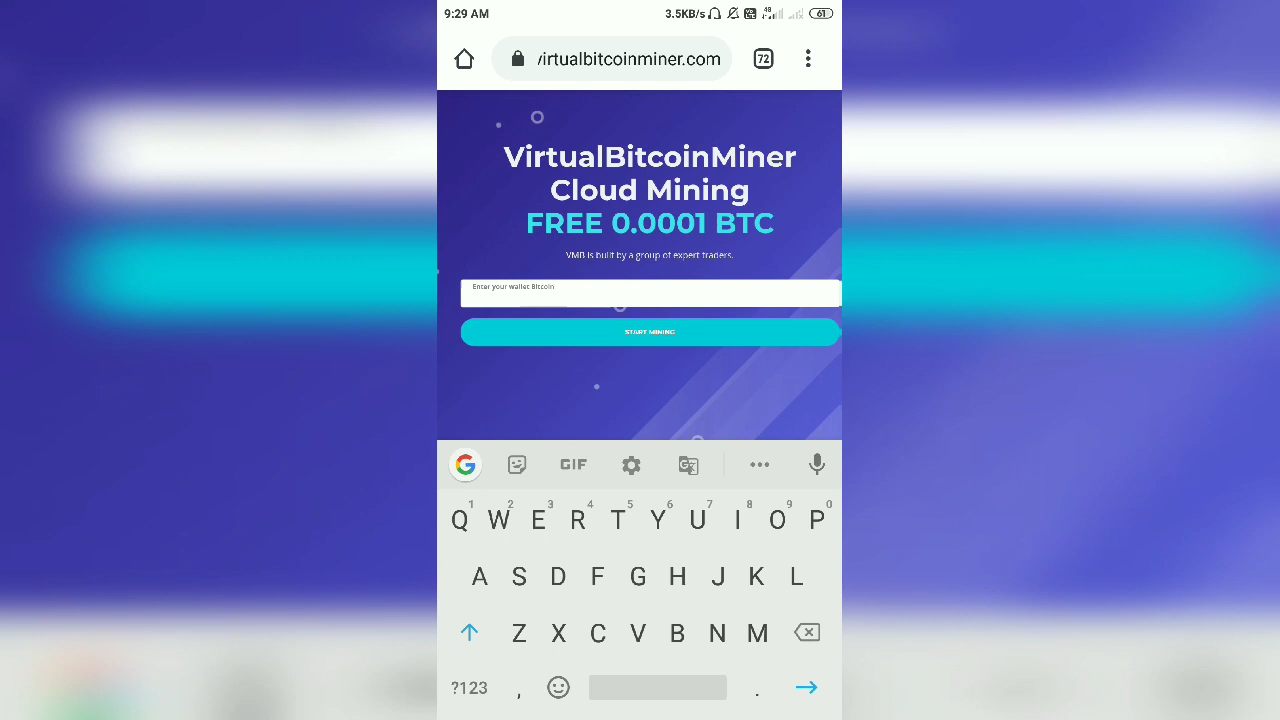 9:29 AM 3.5KB/s 4G 61
virtualbitcoinminer.com 72
VirtualBitcoinMiner
Cloud Mining
FREE 0.0001 BTC
VMB is built by a group of expert traders.
Enter your wallet Bitcoin
START MINING
GIF
1 2 3 4 5 6 7 8 9 0
Q W E R T Y U I O P
A S D F G H J K L
Z X C V B N M
?123 , .